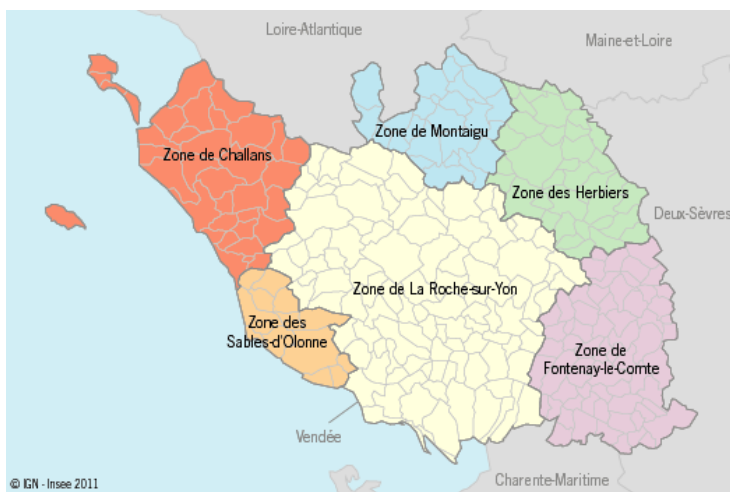 Loire-Atlantique
Maine-et-Loire
Zone de Montaigu
Zone de Challans
Zone des Herbiers
Deux-Sèvres
Zone de La Roche-sur-Yon
Zone des
Sables-d'Olonne
Zone de
Fontenay-le-Comte
Vendée
Charente-Maritime
© IGN - Insee 2011